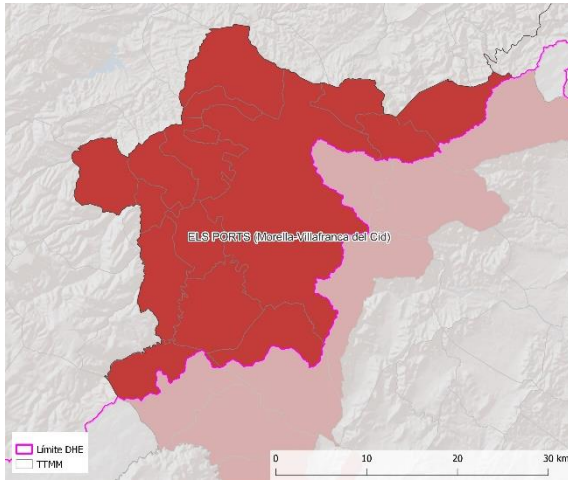 ELS PORTS (Morella-Villafranca del Cid)
Límite DHE
TTMM
0 10 20 30 km